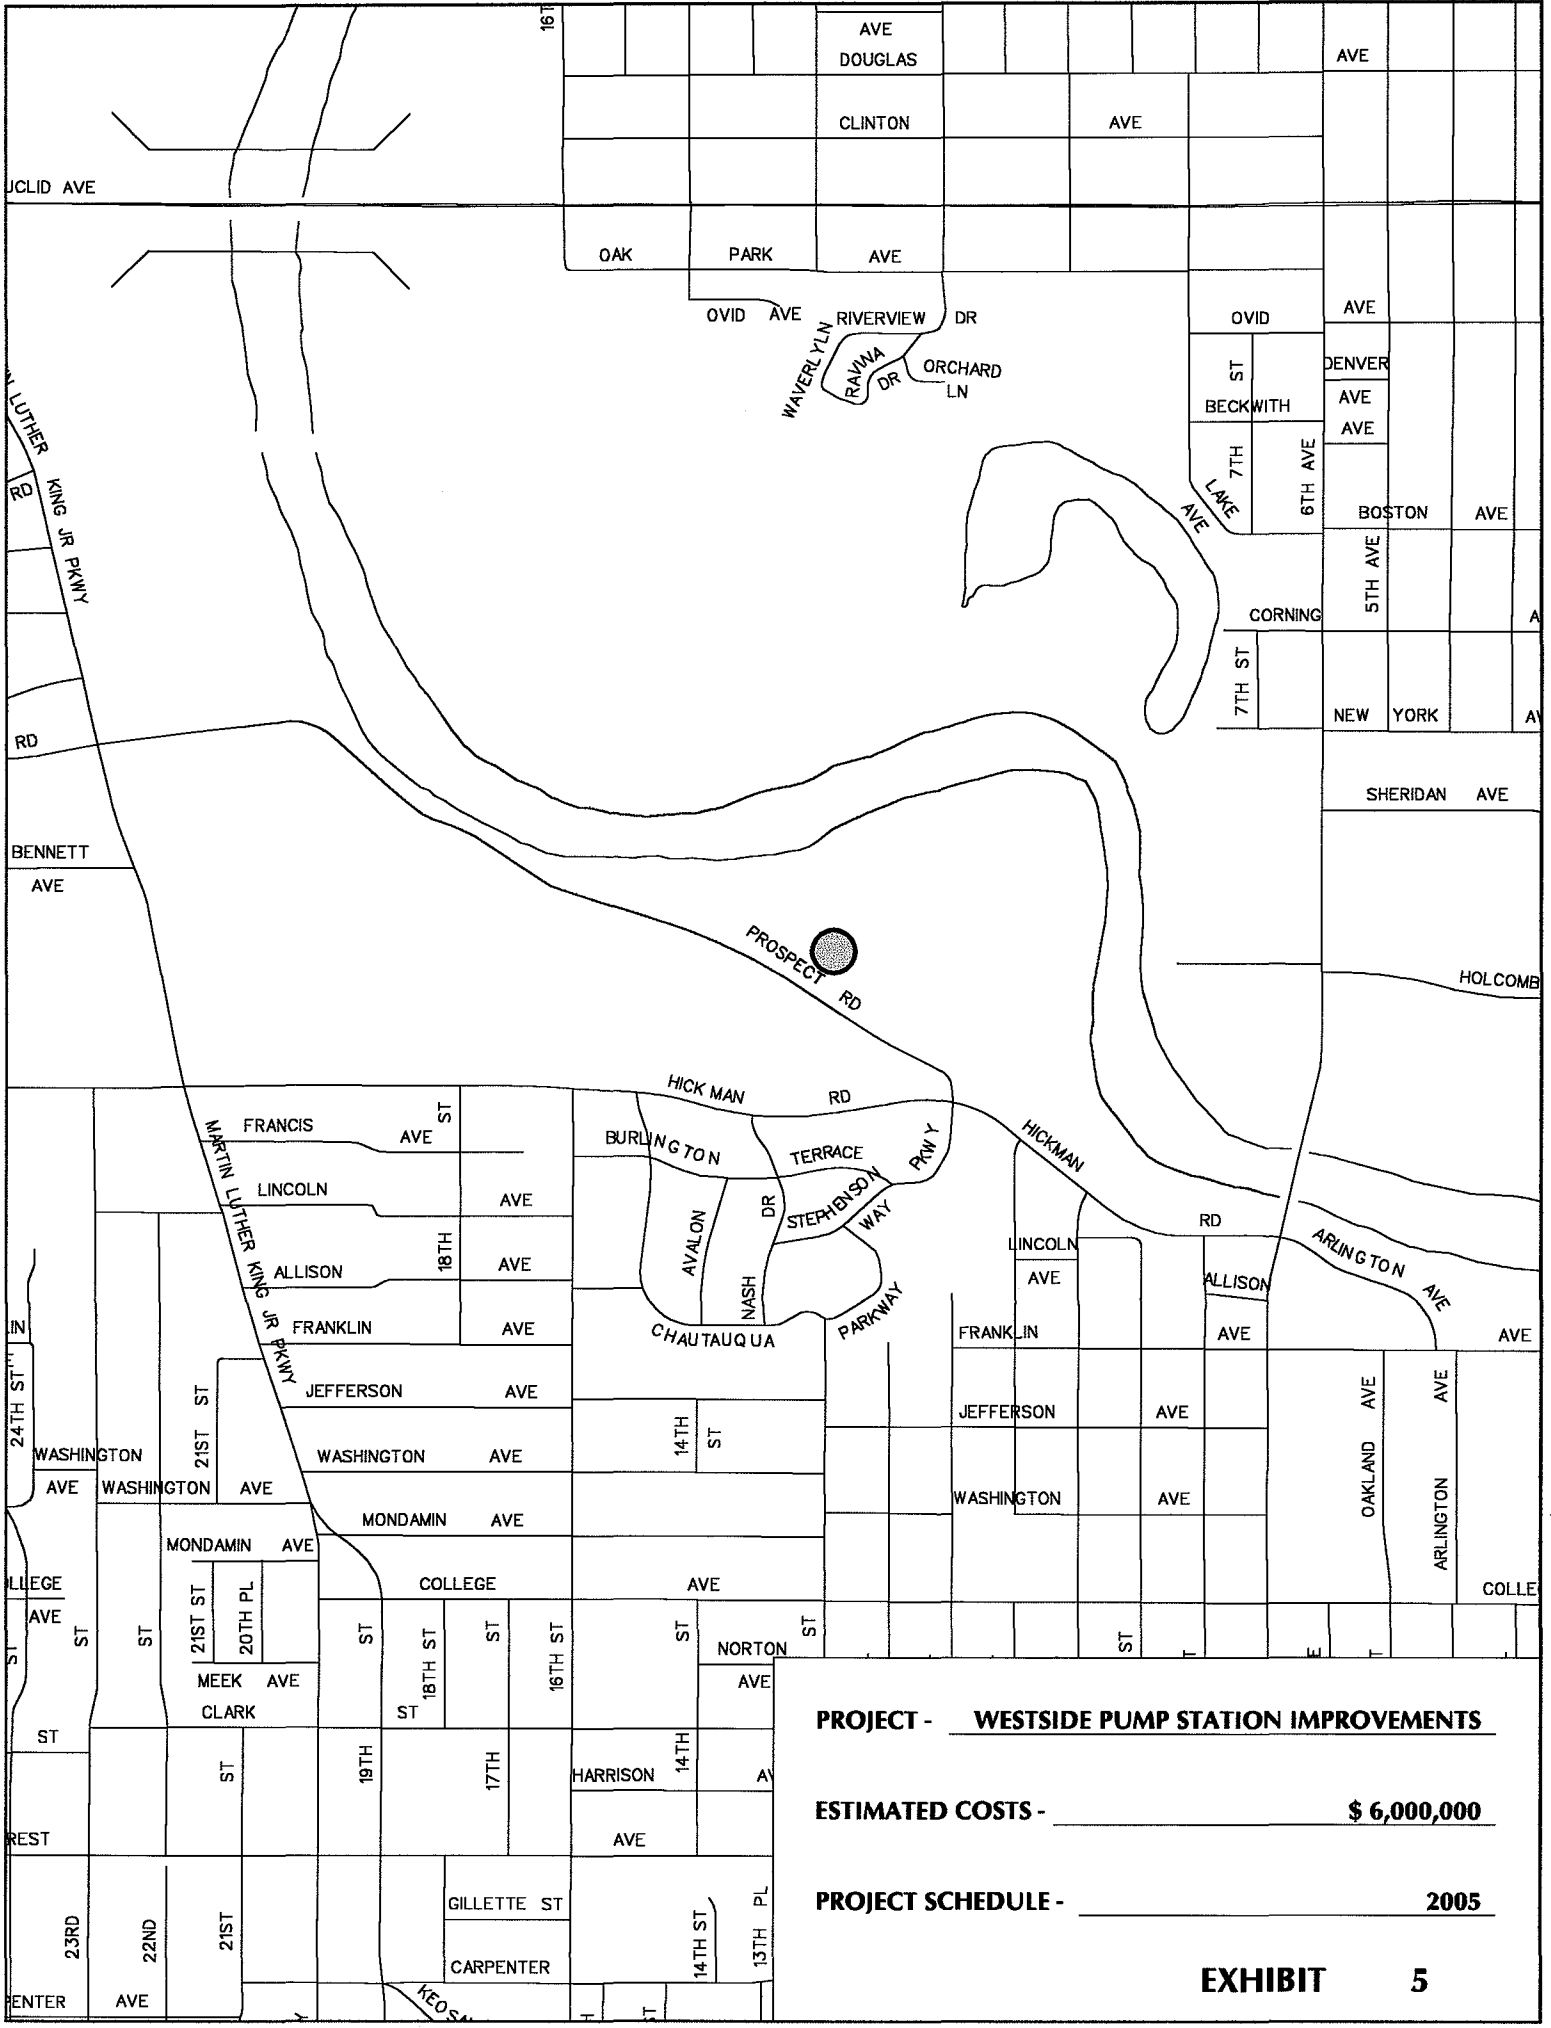 AVE
DOUGLAS
AVE
CLINTON AVE
AVE
OAK PARK AVE
OVID AVE
RIVERVIEW DR
WAVERLY LN
RAVINA DR
ORCHARD LN
OVID AVE
7TH ST
DENVER
AVE
BECKWITH
AVE
LAKE AVE
6TH AVE
BOSTON AVE
5TH AVE
CORNING
7TH ST
NEW YORK
SHERIDAN AVE
HOLCOMB
LUTHER KING JR PKWY
RD
RD
BENNETT
AVE
PROSPECT RD
HICKMAN RD
HICKMAN RD
MARTIN LUTHER KING JR PKWY
FRANCIS AVE
18TH ST
BURLINGTON TERRACE
PKWY
LINCOLN AVE
AVALON
NASH DR
STEPHENSON WAY
ALLISON AVE
CHAUTAUQUA PARKWAY
FRANKLIN AVE
LINCOLN
AVE
ALLISON
ARLINGTON AVE
FRANKLIN AVE
AVE
24TH ST
21ST ST
JEFFERSON AVE
JEFFERSON AVE
14TH ST
WASHINGTON
AVE
WASHINGTON AVE
WASHINGTON AVE
WASHINGTON AVE
OAKLAND AVE
ARLINGTON AVE
MONDAMIN AVE
MONDAMIN AVE
COLLEGE AVE
AVE
21ST ST
20TH PL
MEEK AVE
CLARK ST
ST
ST
ST
ST
18TH ST
ST
16TH ST
ST
NORTON
AVE
ST
ST
ST
ST
19TH
17TH
14TH
HARRISON
AVE
GILLETTE ST
CARPENTER
23RD
22ND
21ST
14TH ST
13TH PL
AVE
PROJECT - WESTSIDE PUMP STATION IMPROVEMENTS
ESTIMATED COSTS - $ 6,000,000
PROJECT SCHEDULE - 2005
EXHIBIT 5